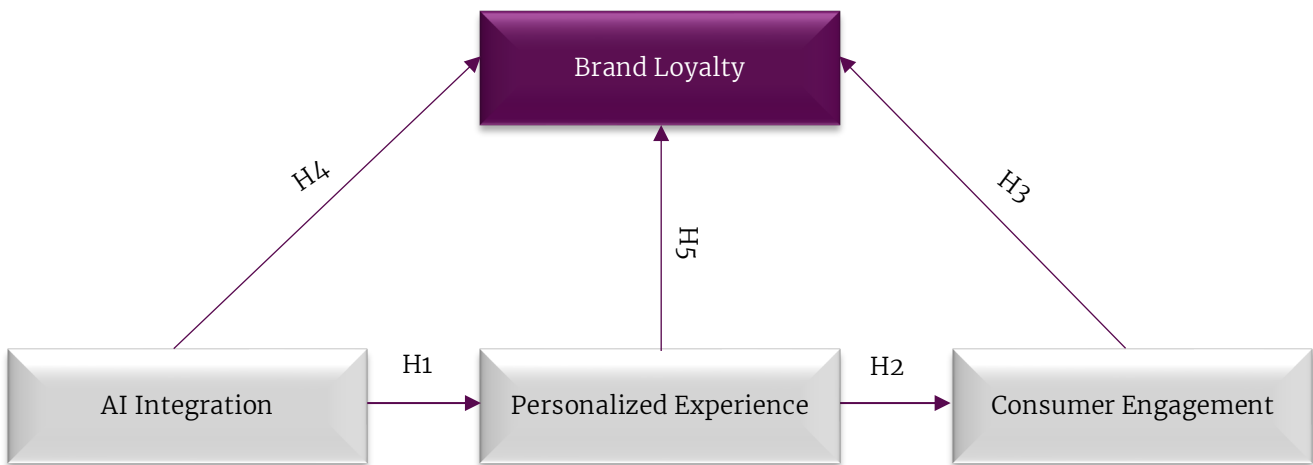 Brand Loyalty
H4
H3
H5
H1
H2
AI Integration
Personalized Experience
Consumer Engagement